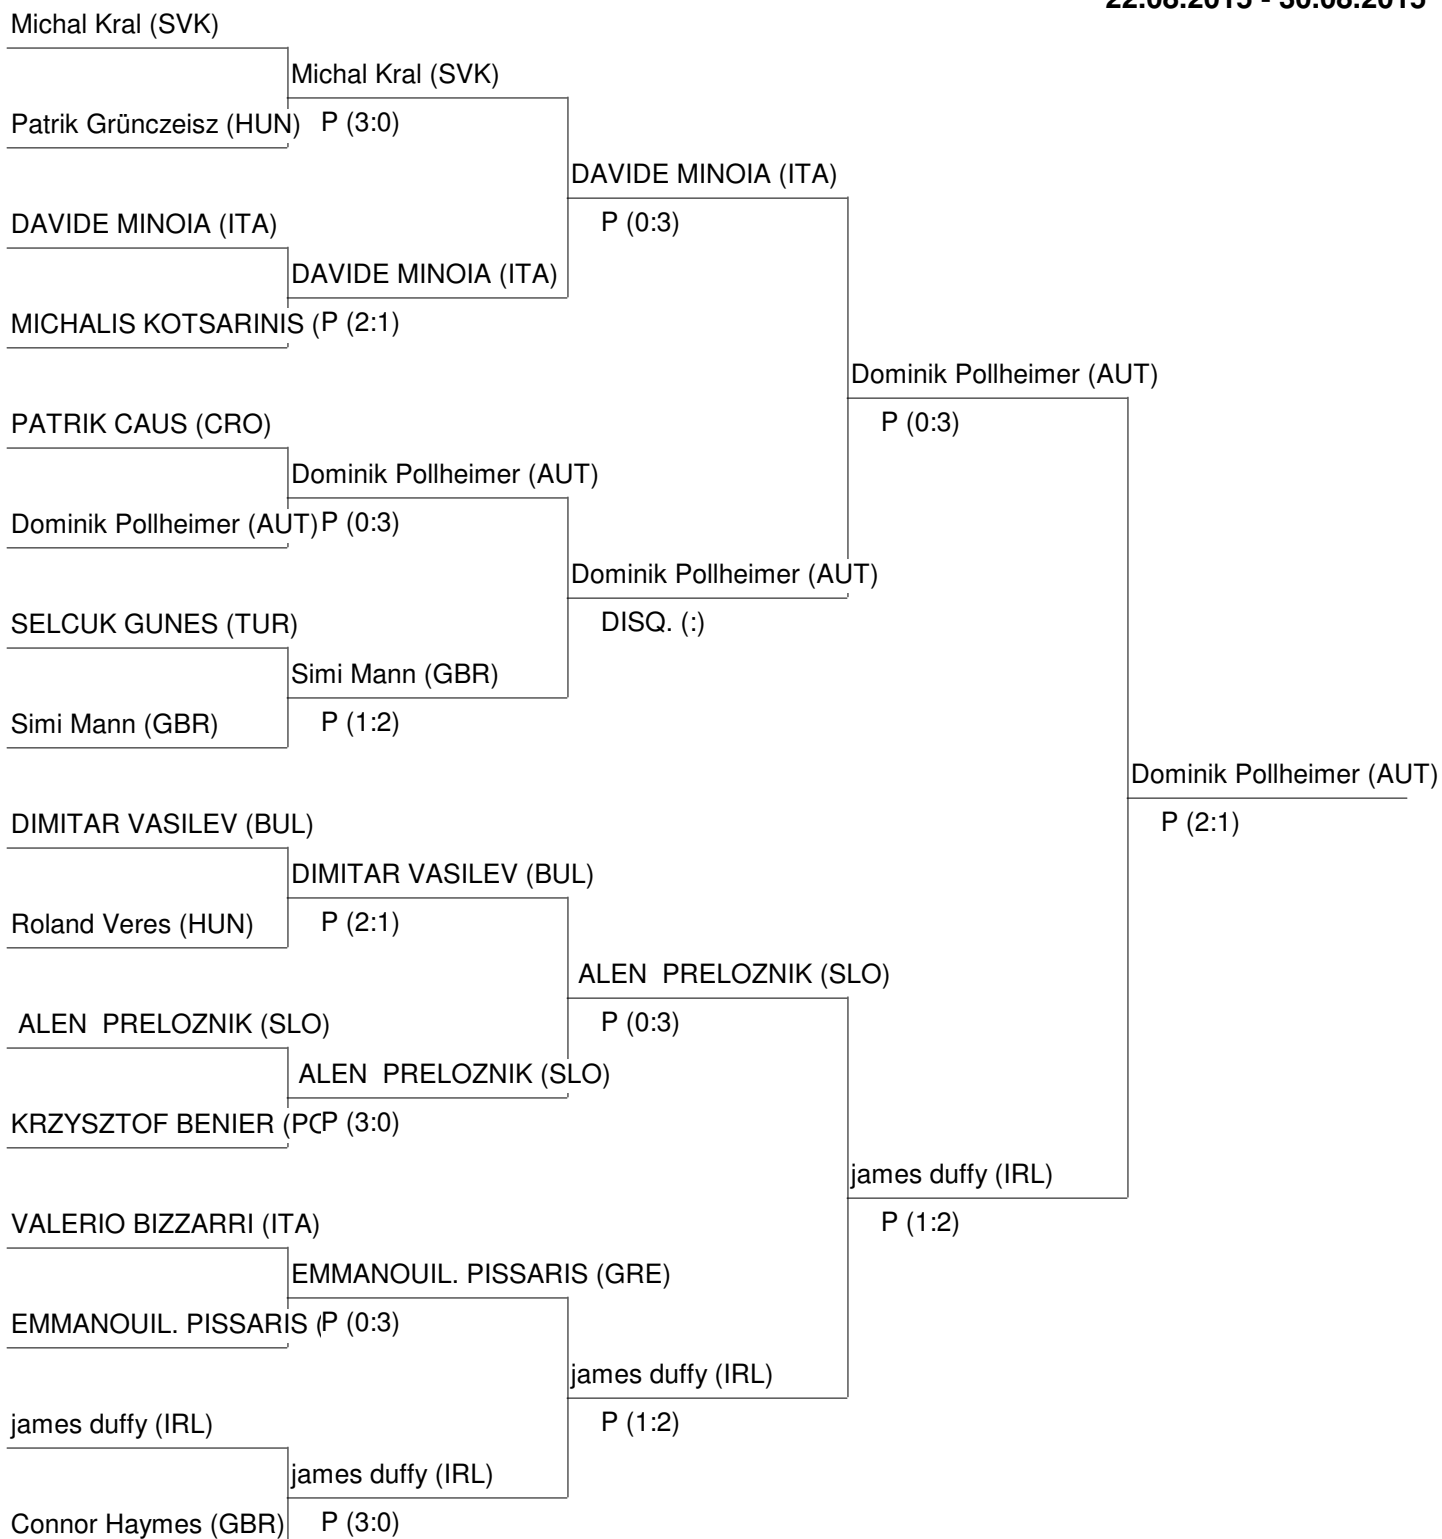 Michal Kral (SVK)
Michal Kral (SVK)
Patrik Grünczeisz (HUN)
P (3:0)
DAVIDE MINOIA (ITA)
DAVIDE MINOIA (ITA)
P (0:3)
DAVIDE MINOIA (ITA)
MICHALIS KOTSARINIS (
P (2:1)
Dominik Pollheimer (AUT)
PATRIK CAUS (CRO)
P (0:3)
Dominik Pollheimer (AUT)
Dominik Pollheimer (AUT)
P (0:3)
Dominik Pollheimer (AUT)
SELCUK GUNES (TUR)
DISQ. (:)
Simi Mann (GBR)
Simi Mann (GBR)
P (1:2)
Dominik Pollheimer (AUT)
DIMITAR VASILEV (BUL)
P (2:1)
DIMITAR VASILEV (BUL)
Roland Veres (HUN)
P (2:1)
ALEN  PRELOZNIK (SLO)
ALEN  PRELOZNIK (SLO)
P (0:3)
ALEN  PRELOZNIK (SLO)
KRZYSZTOF BENIER (
P (3:0)
james duffy (IRL)
VALERIO BIZZARRI (ITA)
P (1:2)
EMMANOUIL. PISSARIS (GRE)
EMMANOUIL. PISSARIS (
P (0:3)
james duffy (IRL)
james duffy (IRL)
P (1:2)
james duffy (IRL)
Connor Haymes (GBR)
P (3:0)